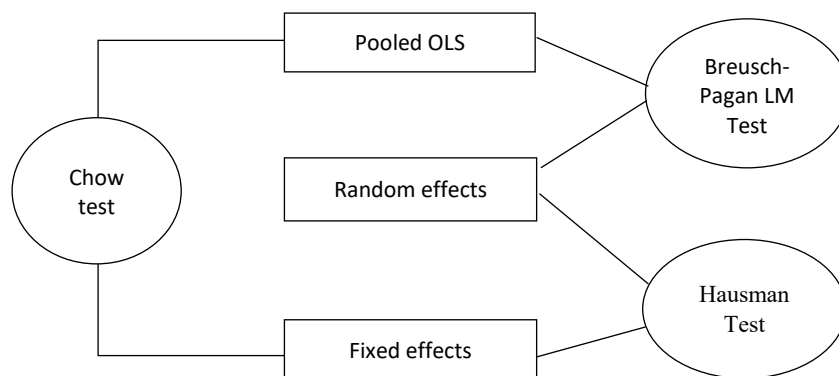 Pooled OLS
Breusch-
Pagan LM
Test
Chow
test
Random effects
Hausman
Test
Fixed effects